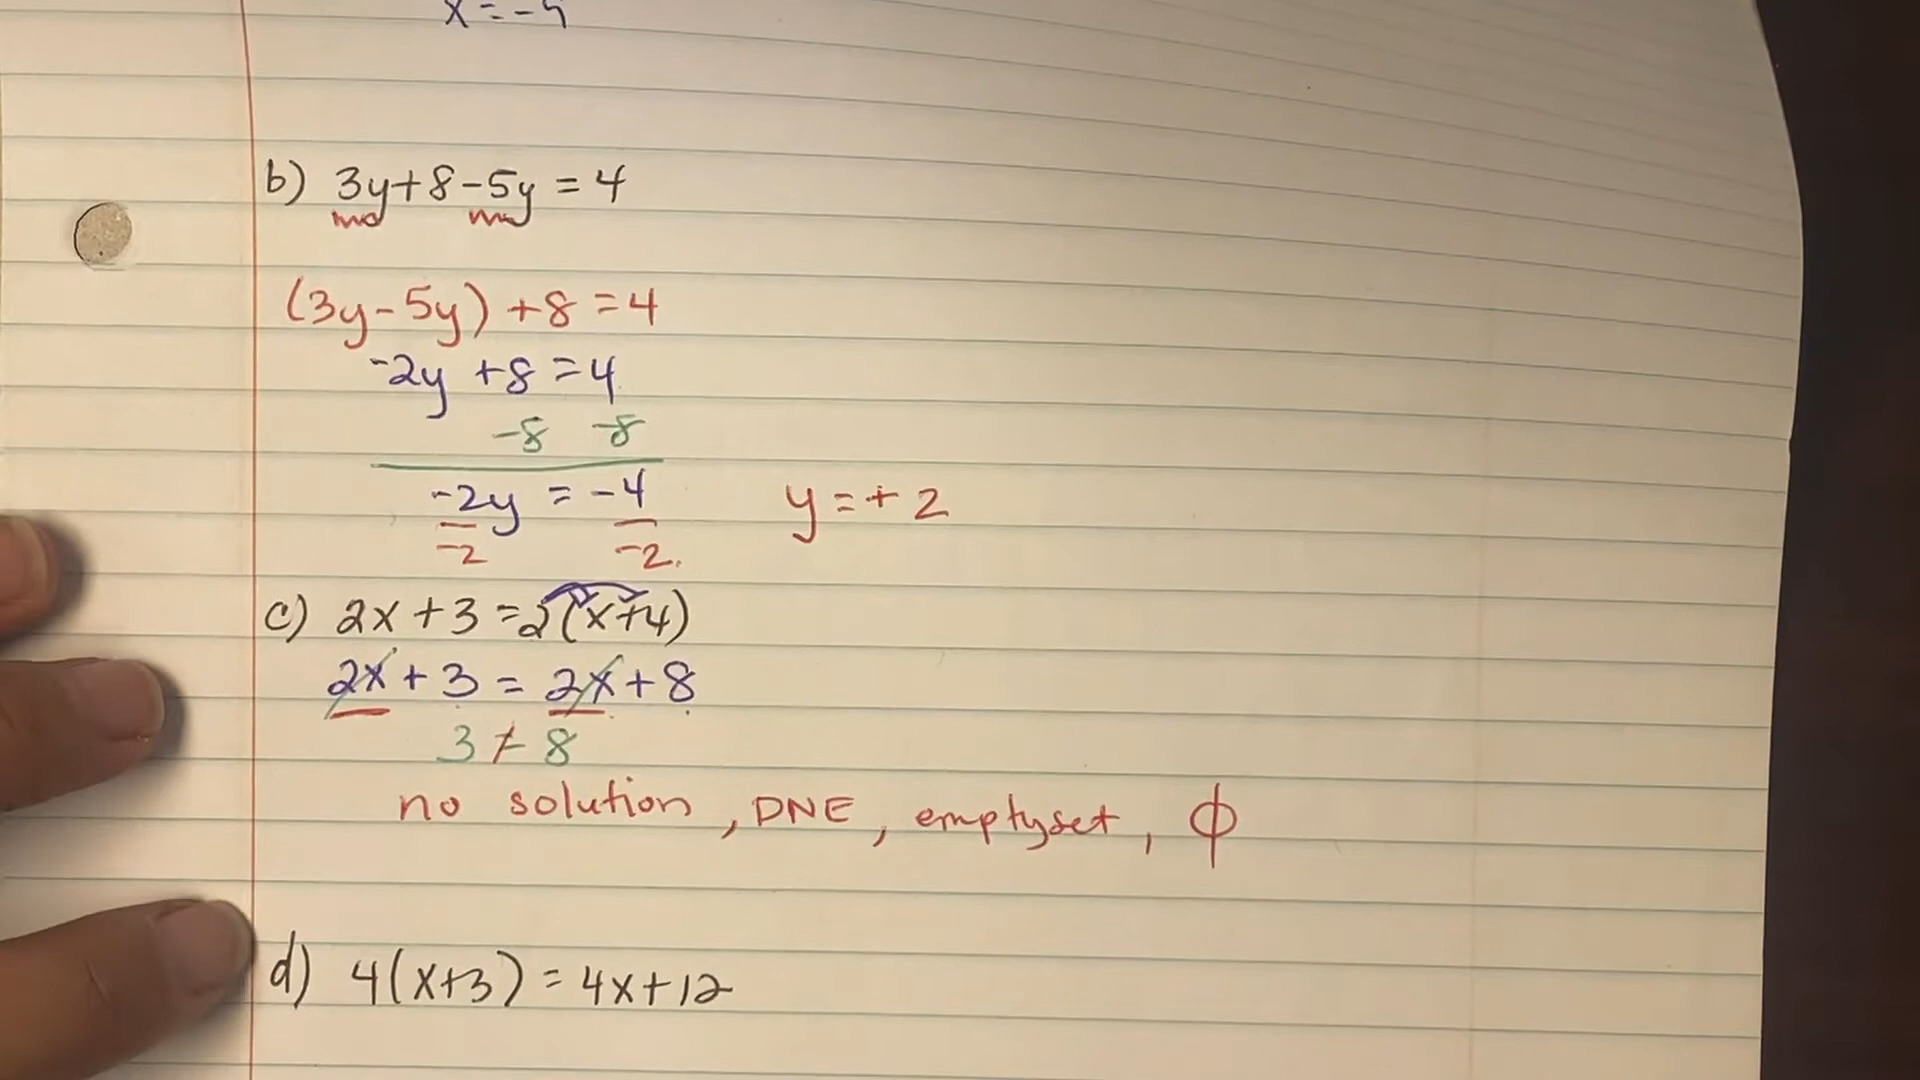 b) 3y+8-5y = 4
(3y-5y) +8 = 4
-2y +8 = 4
-8 -8
-2y = -4 y = + 2
-2 -2.
c) 2x + 3 = 2(x+4)
2x + 3 = 2x + 8
3 ≠ 8
no solution, DNE, emptyset, ϕ
d) 4(x+3) = 4x+12